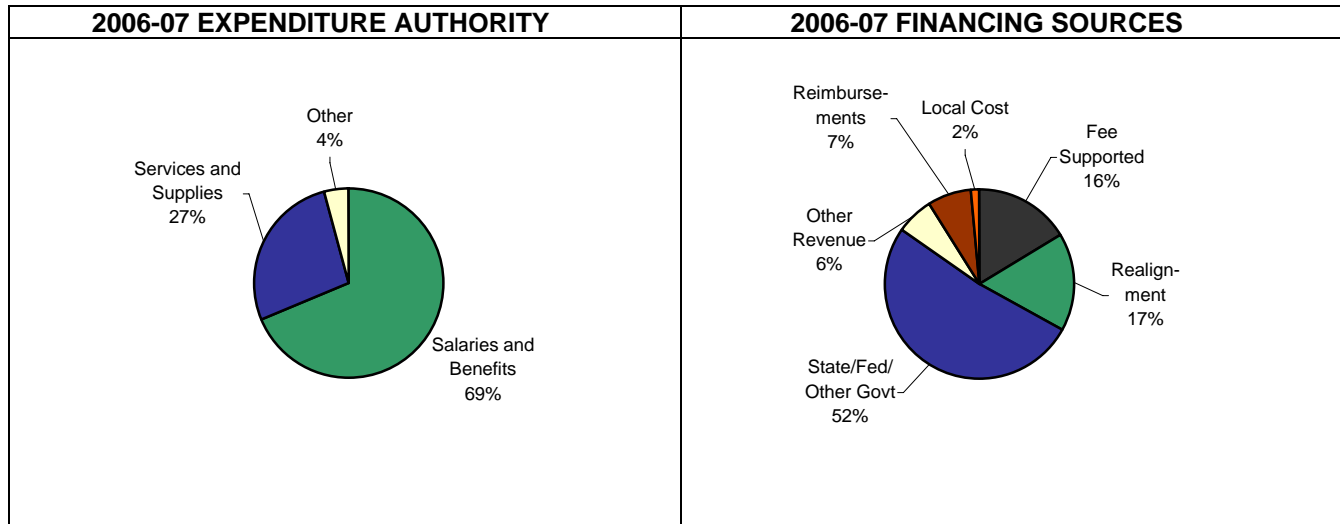 2006-07 EXPENDITURE AUTHORITY
Other
4%
Services and
Supplies
27%
Salaries and
Benefits
69%
2006-07 FINANCING SOURCES
Reimburse-
ments
7%
Local Cost
2%
Fee
Supported
16%
Other
Revenue
6%
Realign-
ment
17%
State/Fed/
Other Govt
52%